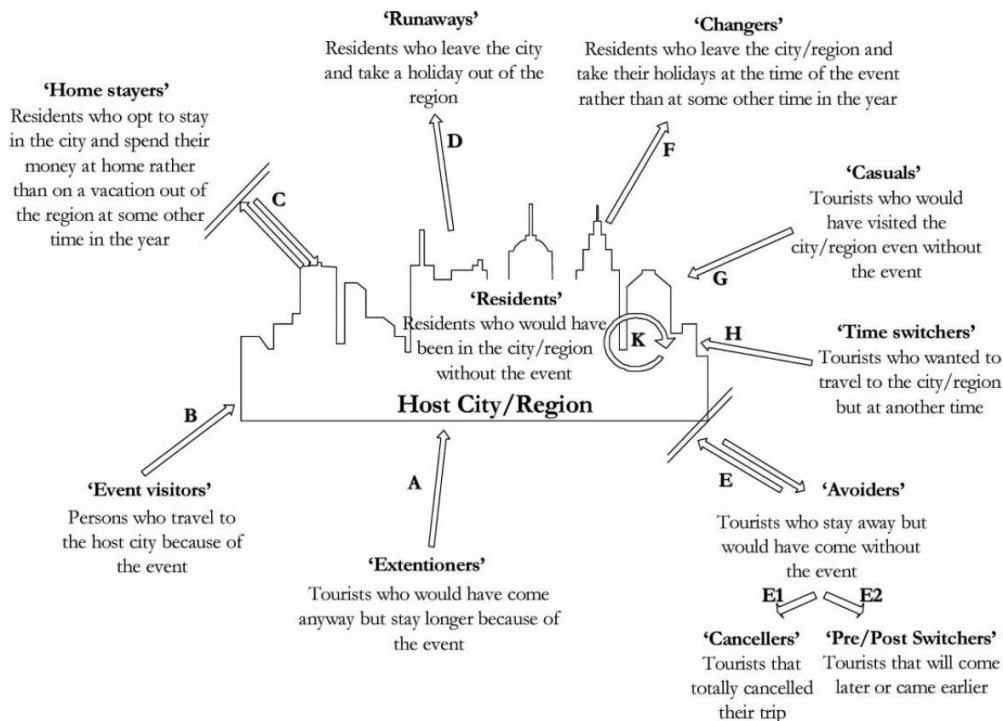 ‘Runaways’
Residents who leave the city
and take a holiday out of the
region
‘Changers’
Residents who leave the city/region and
take their holidays at the time of the event
rather than at some other time in the year
‘Home stayers’
Residents who opt to stay
in the city and spend their
money at home rather
than on a vacation out of
the region at some other
time in the year
C
D
F
‘Casuals’
Tourists who would
have visited the
city/region even without
the event
G
‘Residents’
Residents who would have
been in the city/region
without the event
K
H
‘Time switchers’
Tourists who wanted to
travel to the city/region
but at another time
Host City/Region
B
‘Event visitors’
Persons who travel to
the host city because of
the event
A
‘Extentioners’
Tourists who would have come
anyway but stay longer because of
the event
E
‘Avoiders’
Tourists who stay away but
would have come without
the event
E1
E2
‘Cancellers’
Tourists that
totally cancelled
their trip
‘Pre/Post Switchers’
Tourists that will come
later or came earlier